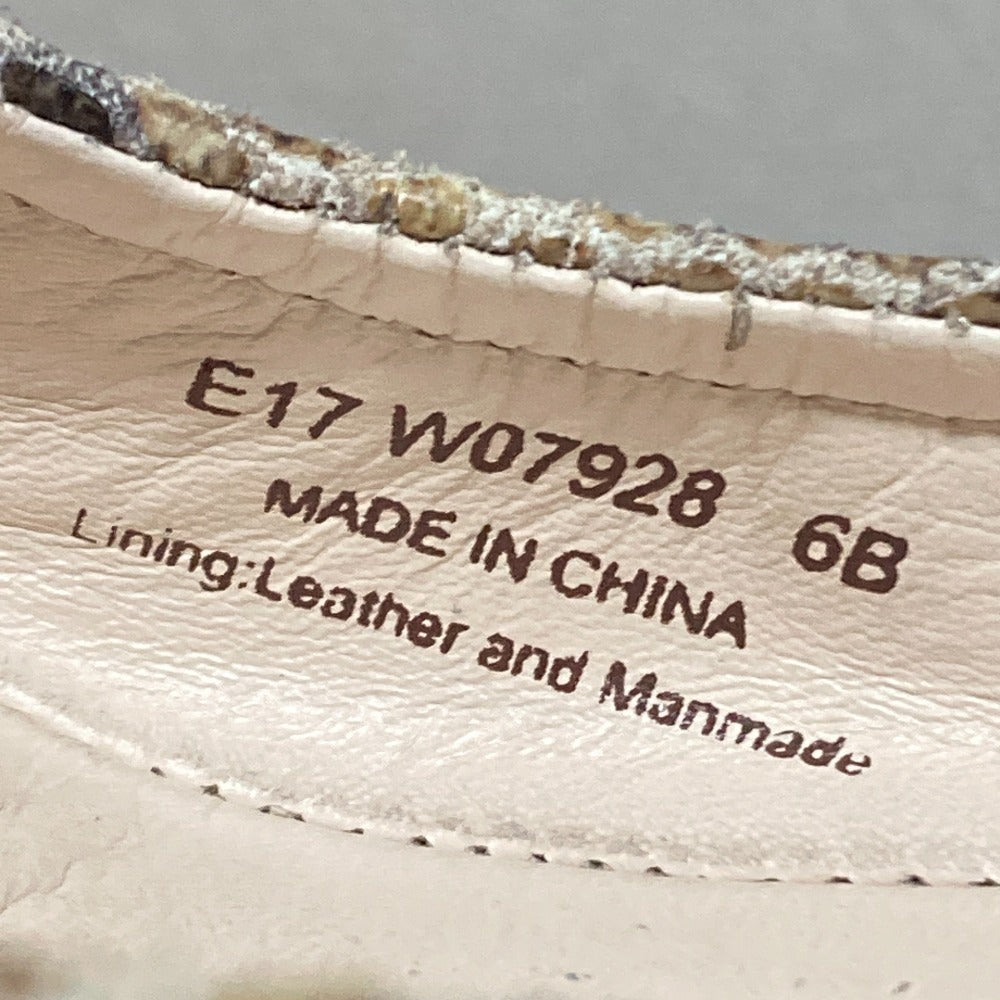 E17 W07928 6B
MADE IN CHINA
Lining:Leather and Manmade